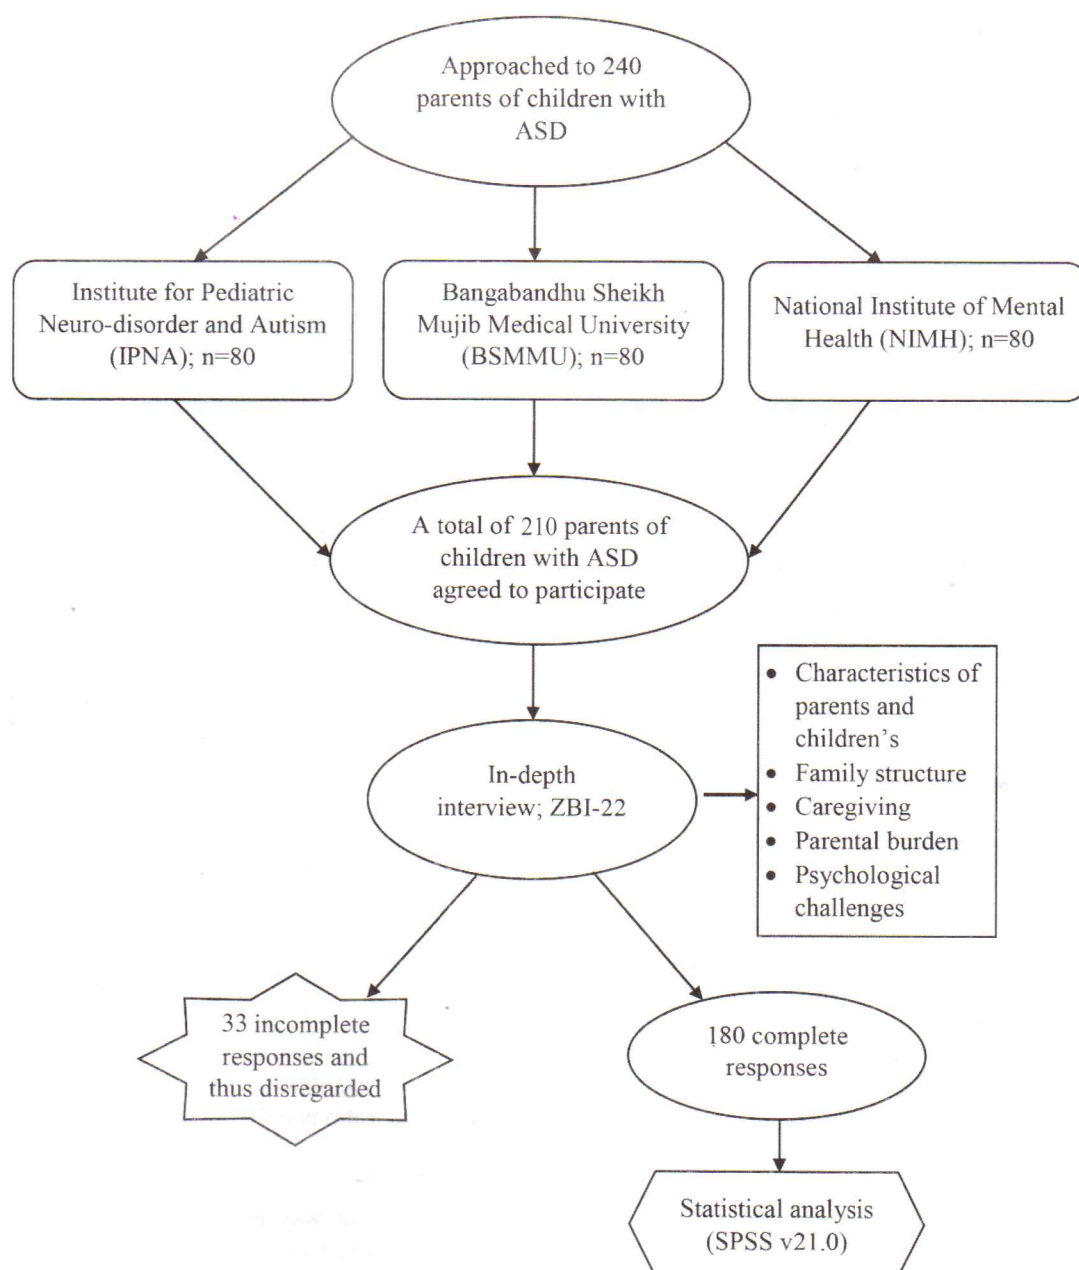 Approached to 240
parents of children with
ASD
Institute for Pediatric
Neuro-disorder and Autism
(IPNA); n=80
Bangabandhu Sheikh
Mujib Medical University
(BSMMU); n=80
National Institute of Mental
Health (NIMH); n=80
A total of 210 parents of
children with ASD
agreed to participate
In-depth
interview; ZBI-22
• Characteristics of
parents and
children's
• Family structure
• Caregiving
• Parental burden
• Psychological
challenges
33 incomplete
responses and
thus disregarded
180 complete
responses
Statistical analysis
(SPSS v21.0)